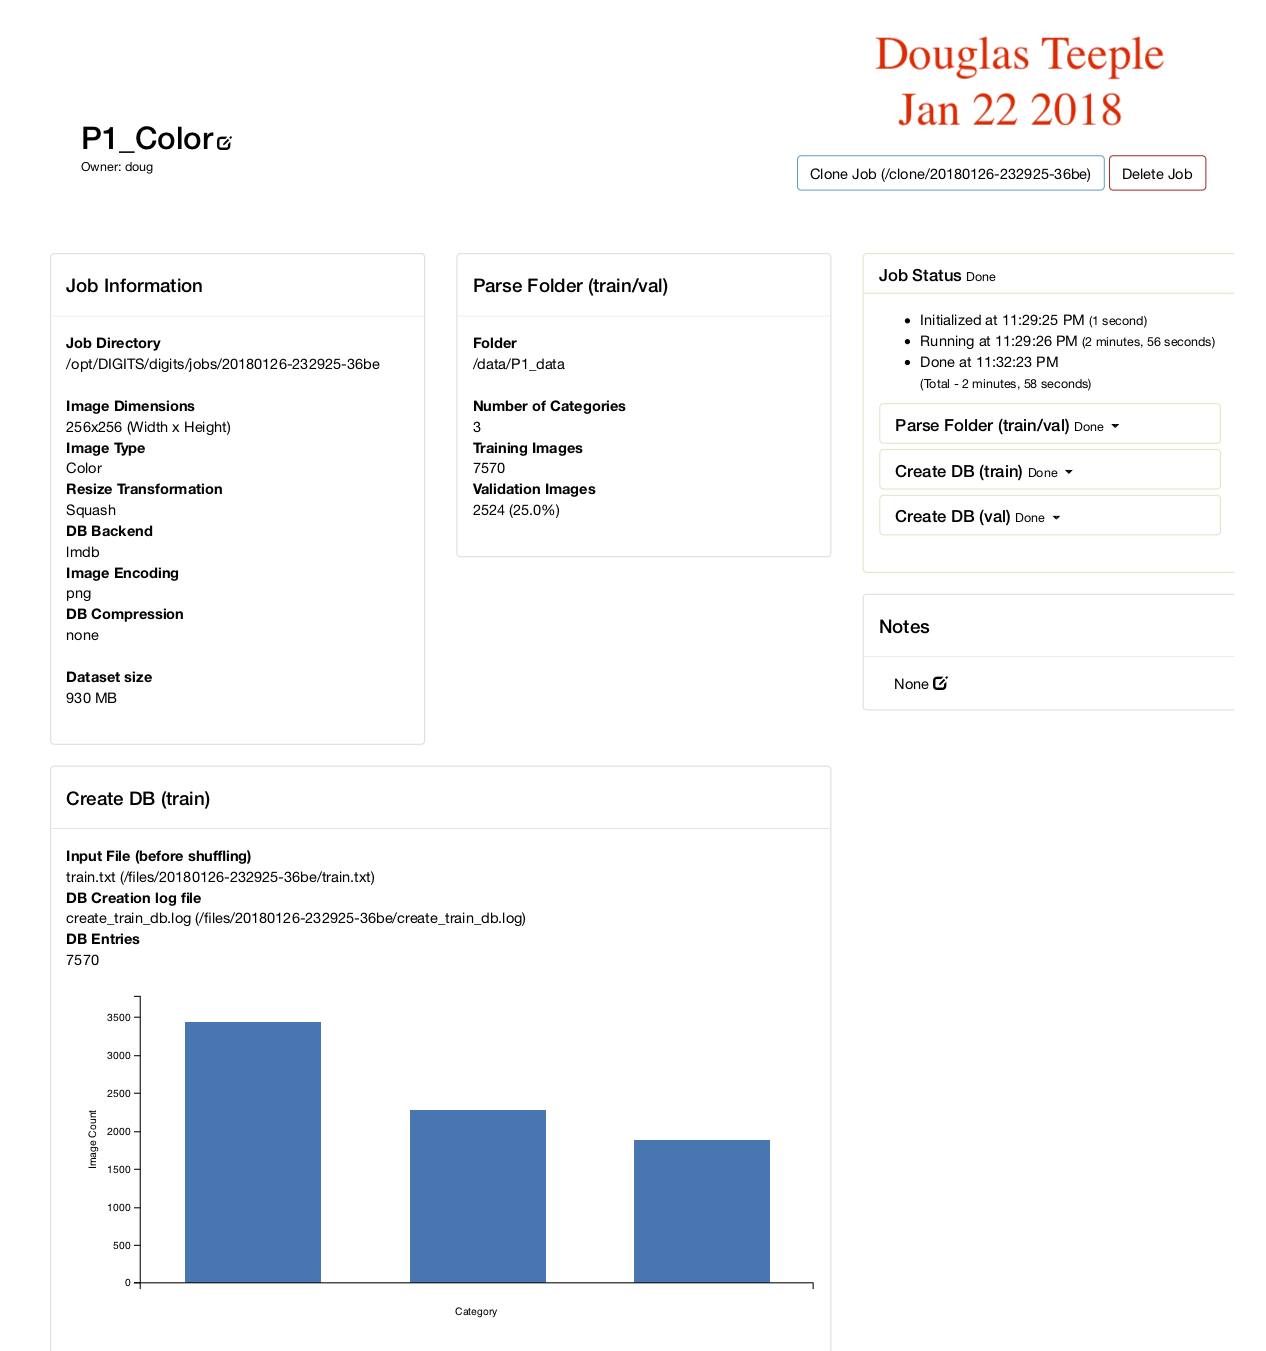 Douglas Teeple
Jan 22 2018
P1_Color
Owner: doug
Clone Job (/clone/20180126-232925-36be)
Delete Job
Job Information
Job Directory
/opt/DIGITS/digits/jobs/20180126-232925-36be
Image Dimensions
256x256 (Width x Height)
Image Type
Color
Resize Transformation
Squash
DB Backend
lmdb
Image Encoding
png
DB Compression
none
Dataset size
930 MB
Parse Folder (train/val)
Folder
/data/P1_data
Number of Categories
3
Training Images
7570
Validation Images
2524 (25.0%)
Job Status Done
Initialized at 11:29:25 PM (1 second)
Running at 11:29:26 PM (2 minutes, 56 seconds)
Done at 11:32:23 PM
(Total - 2 minutes, 58 seconds)
Parse Folder (train/val) Done
Create DB (train) Done
Create DB (val) Done
Notes
None
Create DB (train)
Input File (before shuffling)
train.txt (/files/20180126-232925-36be/train.txt)
DB Creation log file
create_train_db.log (/files/20180126-232925-36be/create_train_db.log)
DB Entries
7570
3500
3000
2500
2000
1500
1000
500
0
Image Count
Category